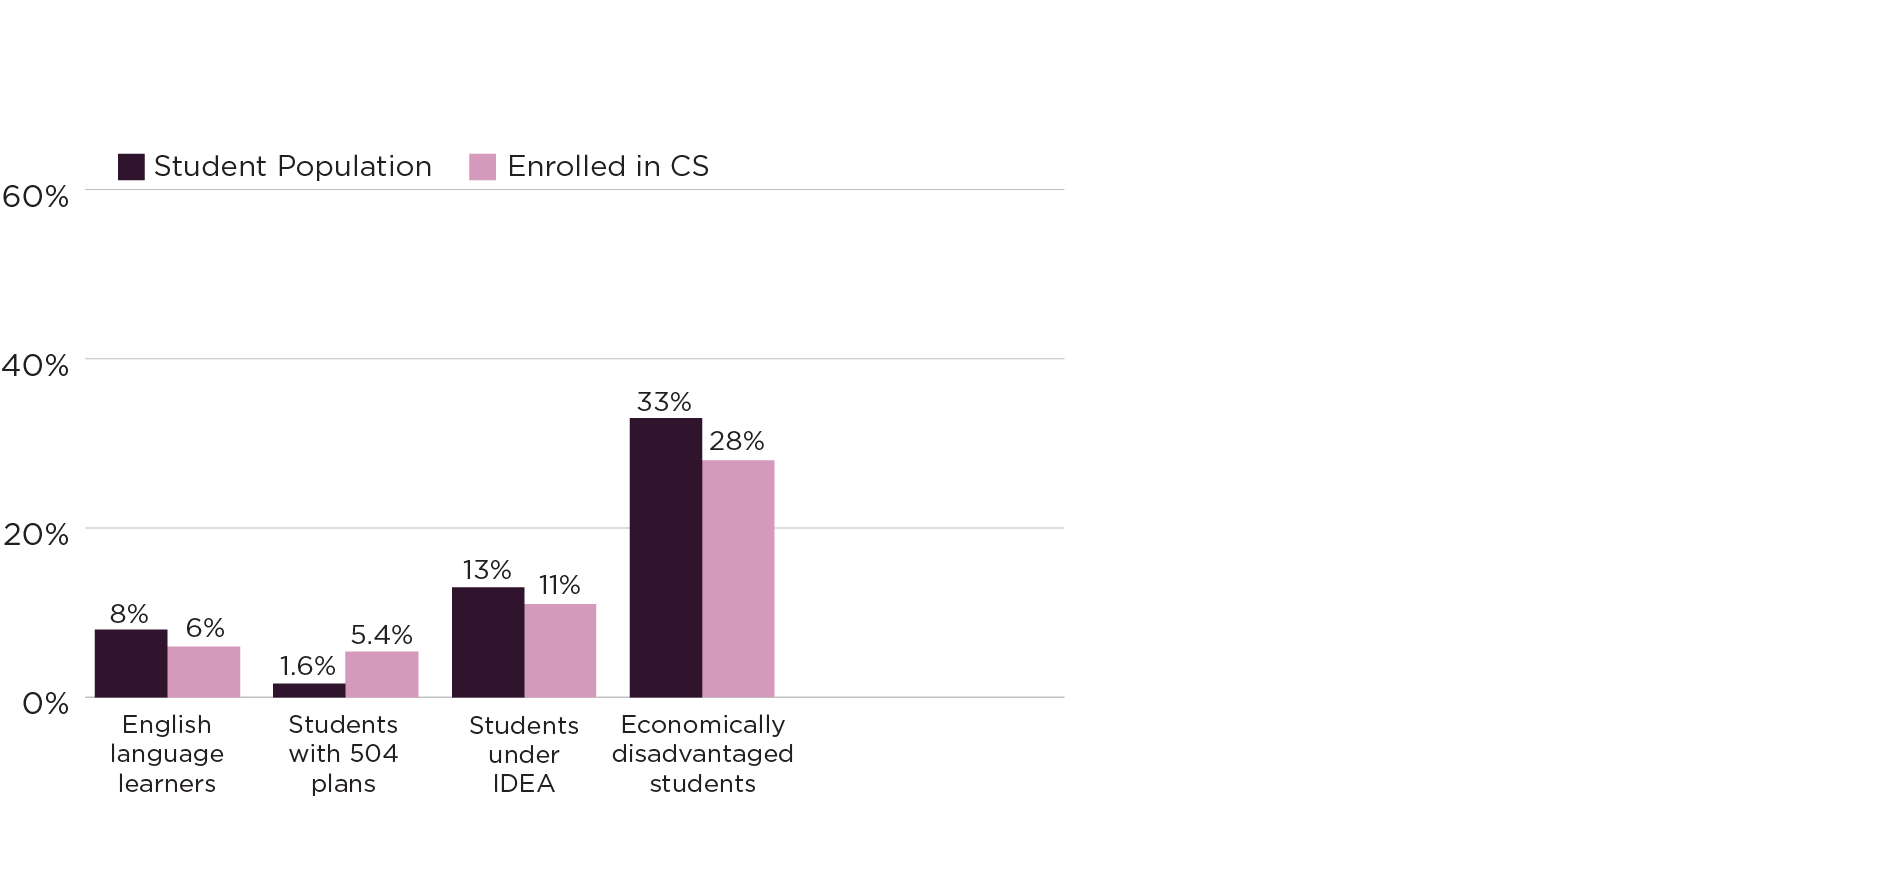 Student Population Enrolled in CS
60%
40%
20%
0%
33%
28%
13%
11%
8%
6%
5.4%
1.6%
English
language
learners
Students
with 504
plans
Students
under
IDEA
Economically
disadvantaged
students